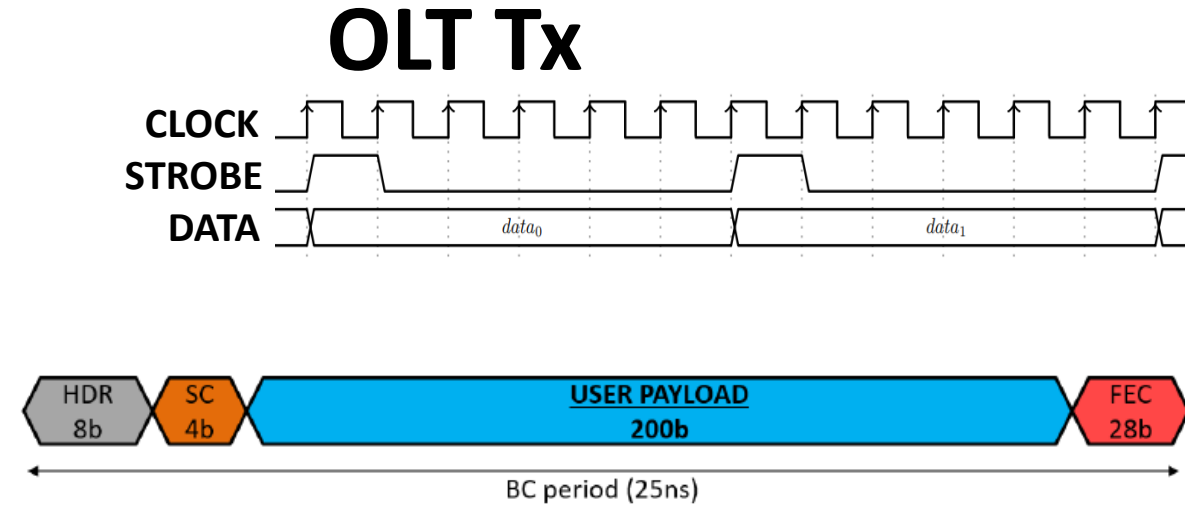 OLT Tx
CLOCK
STROBE
DATA
data₀
data₁
HDR
8b
SC
4b
USER PAYLOAD
200b
FEC
28b
BC period (25ns)